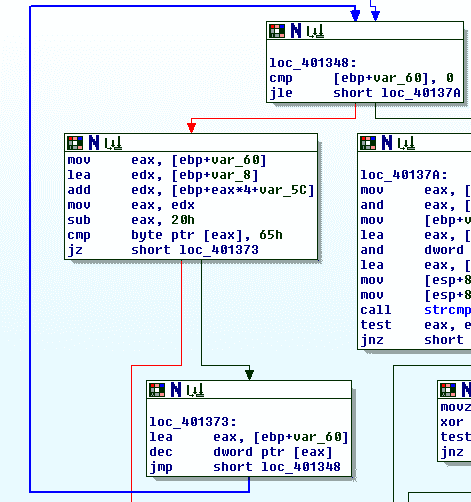 loc_401348:
cmp [ebp+var_60], 0
jle short loc_40137A
mov eax, [ebp+var_60]
lea edx, [ebp+var_8]
add edx, [ebp+eax*4+var_5C]
mov eax, edx
sub eax, 20h
cmp byte ptr [eax], 65h
jz short loc_401373
loc_40137A:
mov eax, [
and eax, [
mov [ebp+v
lea eax, [
and dword
lea eax, [
mov [esp+8
mov [esp+8
call strcmp
test eax, e
jnz short
loc_401373:
lea eax, [ebp+var_60]
dec dword ptr [eax]
jmp short loc_401348
movz
xor
test
jnz